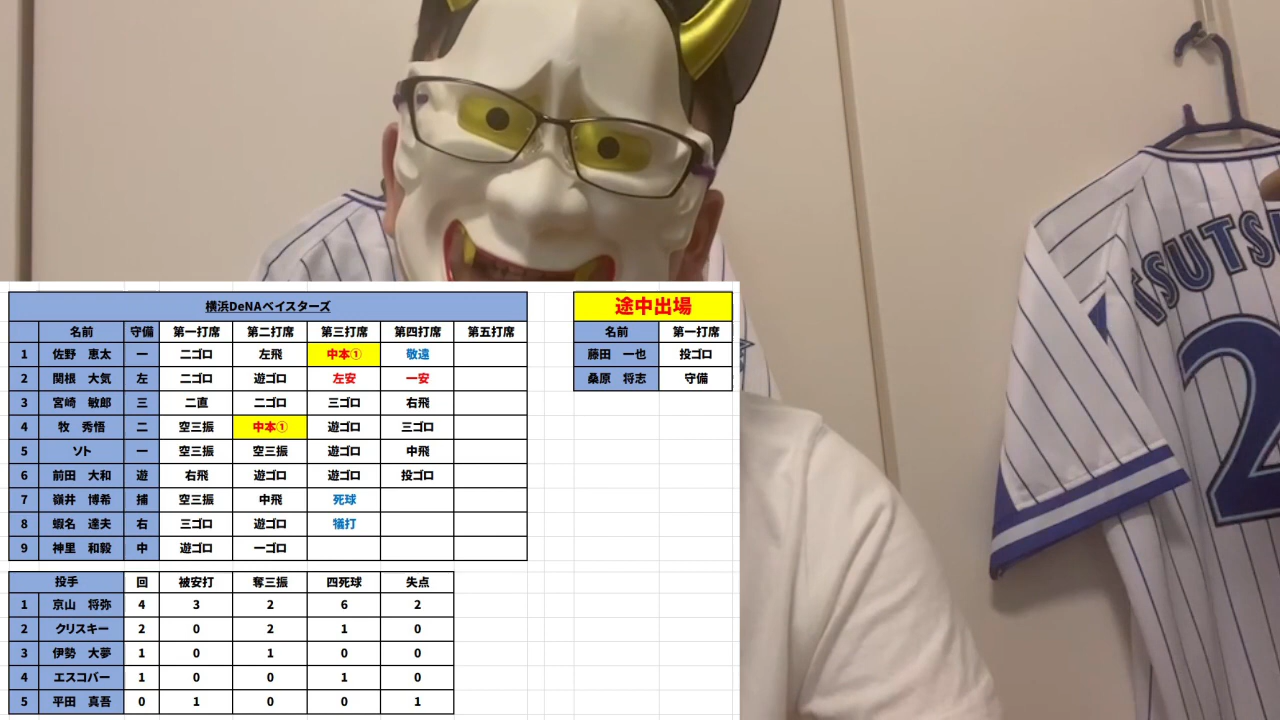 横浜DeNAベイスターズ
名前 守備 第一打席 第二打席 第三打席 第四打席 第五打席
1 佐野 恵太 一 二ゴロ 左飛 中本① 敬遠
2 関根 大気 左 二ゴロ 遊ゴロ 左安 一安
3 宮崎 敏郎 三 二直 二ゴロ 三ゴロ 右飛
4 牧 秀悟 二 空三振 中本① 遊ゴロ 三ゴロ
5 ソト 一 空三振 空三振 遊ゴロ 中飛
6 前田 大和 遊 右飛 遊ゴロ 遊ゴロ 投ゴロ
7 嶺井 博希 捕 空三振 中飛 死球
8 蝦名 達夫 右 三ゴロ 遊ゴロ 犠打
9 神里 和毅 中 遊ゴロ 一ゴロ
途中出場
名前 第一打席
藤田 一也 投ゴロ
桑原 将志 守備
投手 回 被安打 奪三振 四死球 失点
1 京山 将弥 4 3 2 6 2
2 クリスキー 2 0 2 1 0
3 伊勢 大夢 1 0 1 0 0
4 エスコバー 1 0 0 1 0
5 平田 真吾 0 1 0 0 1
TSUTS
2